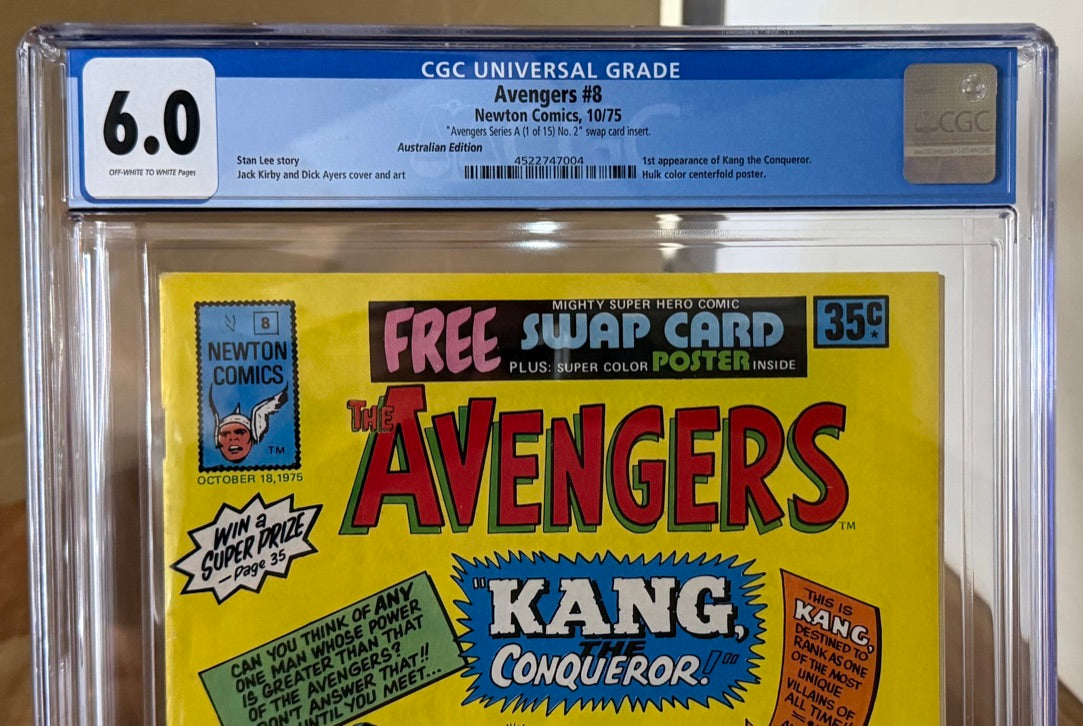 CGC UNIVERSAL GRADE
6.0
OFF-WHITE TO WHITE Pages
Avengers #8
Newton Comics, 10/75
"Avengers Series A (1 of 15) No. 2" swap card insert.
Australian Edition
Stan Lee story
Jack Kirby and Dick Ayers cover and art
4522747004
1st appearance of Kang the Conqueror.
Hulk color centerfold poster.
CGC
8
NEWTON
COMICS
TM
OCTOBER 18,1975
MIGHTY SUPER HERO COMIC
FREE SWAP CARD
PLUS: SUPER COLOR POSTER INSIDE
35¢
THE AVENGERS
TM
WIN a
SUPER PRIZE
—Page 35
CAN YOU THINK OF ANY
ONE MAN WHOSE POWER
IS GREATER THAN THAT
OF THE AVENGERS?
DON'T ANSWER THAT!!
UNTIL YOU MEET...
"KANG,
THE
CONQUEROR!"
THIS IS
KANG,
DESTINED TO
RANK AS ONE
OF THE MOST
UNIQUE
VILLAINS OF
ALL TIME!!